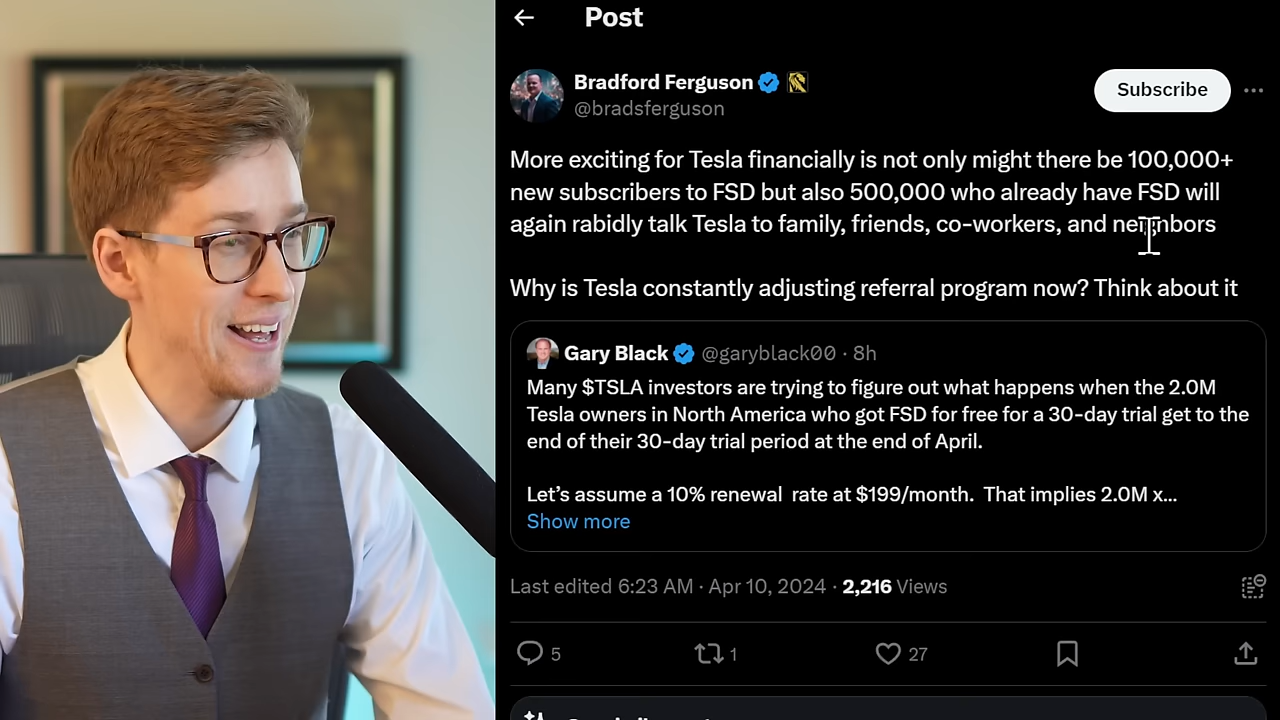 Post
Bradford Ferguson
@bradsferguson
Subscribe
More exciting for Tesla financially is not only might there be 100,000+
new subscribers to FSD but also 500,000 who already have FSD will
again rabidly talk Tesla to family, friends, co-workers, and neighbors
Why is Tesla constantly adjusting referral program now? Think about it
Gary Black @garyblack00 · 8h
Many $TSLA investors are trying to figure out what happens when the 2.0M
Tesla owners in North America who got FSD for free for a 30-day trial get to the
end of their 30-day trial period at the end of April.
Let’s assume a 10% renewal rate at $199/month. That implies 2.0M x...
Show more
Last edited 6:23 AM · Apr 10, 2024 · 2,216 Views
5 1 27